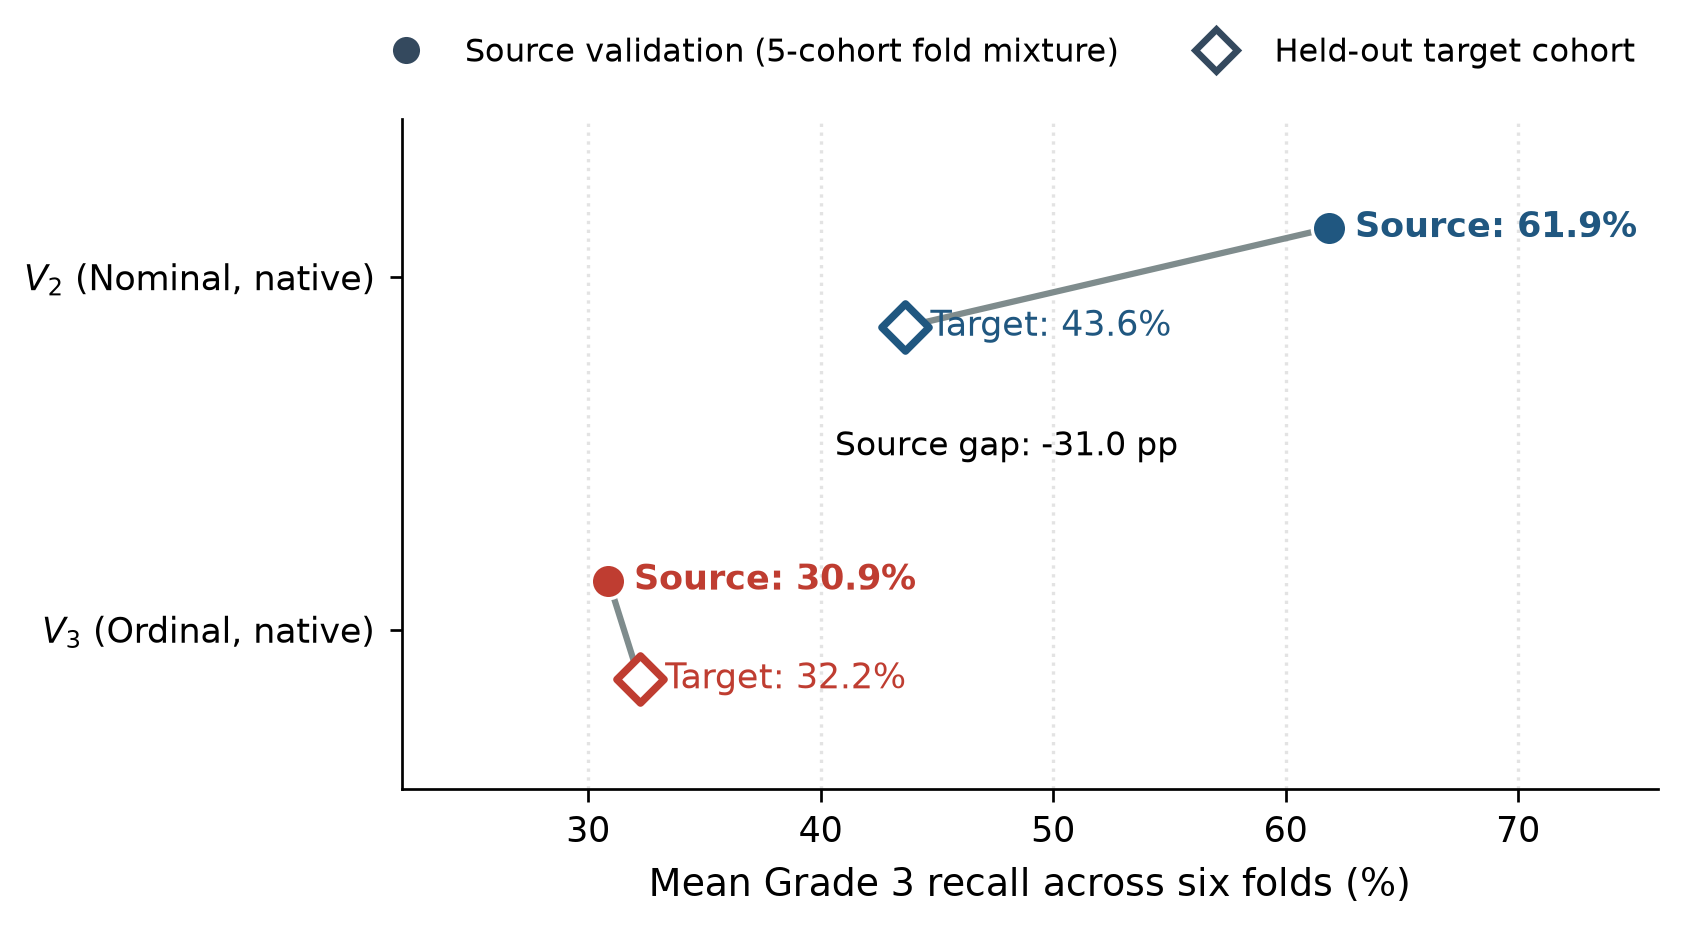 Source validation (5-cohort fold mixture) Held-out target cohort
V2 (Nominal, native)
Source: 61.9%
Target: 43.6%
Source gap: -31.0 pp
V3 (Ordinal, native)
Source: 30.9%
Target: 32.2%
30 40 50 60 70
Mean Grade 3 recall across six folds (%)